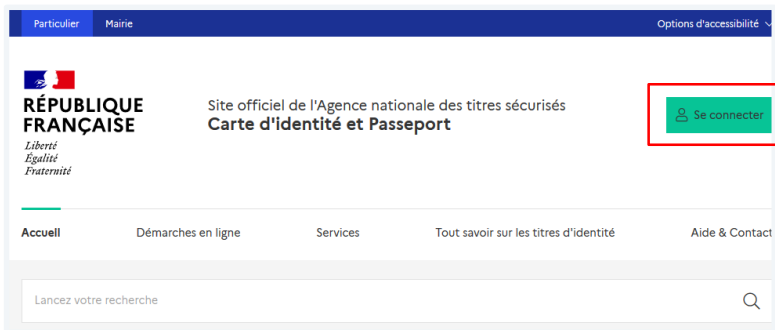 Particulier Mairie Options d'accessibilité
RÉPUBLIQUE
FRANÇAISE
Liberté
Égalité
Fraternité
Site officiel de l'Agence nationale des titres sécurisés
Carte d'identité et Passeport
Se connecter
Accueil Démarches en ligne Services Tout savoir sur les titres d'identité Aide & Contact
Lancez votre recherche